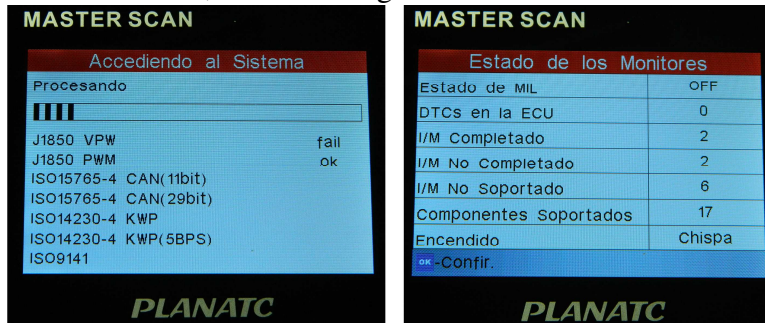 MASTER SCAN
Accediendo al Sistema
Procesando
J1850 VPW fail
J1850 PWM ok
ISO15765-4 CAN(11bit)
ISO15765-4 CAN(29bit)
ISO14230-4 KWP
ISO14230-4 KWP(5BPS)
ISO9141
PLANATC
MASTER SCAN
Estado de los Monitores
Estado de MIL OFF
DTCs en la ECU 0
I/M Completado 2
I/M No Completado 2
I/M No Soportado 6
Componentes Soportados 17
Encendido Chispa
OK-Confir.
PLANATC